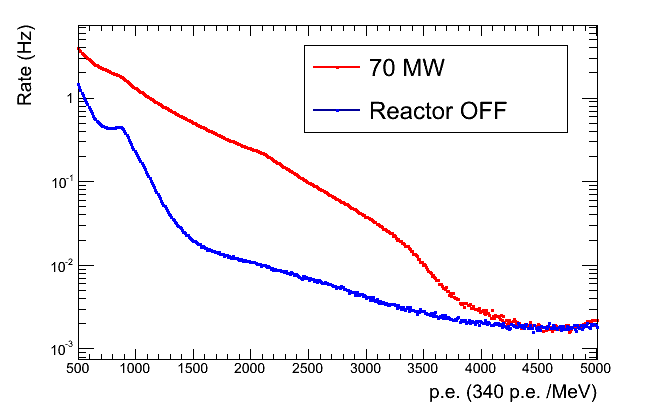 Rate (Hz)
70 MW
Reactor OFF
1
10⁻¹
10⁻²
10⁻³
500 1000 1500 2000 2500 3000 3500 4000 4500 5000
p.e. (340 p.e. /MeV)